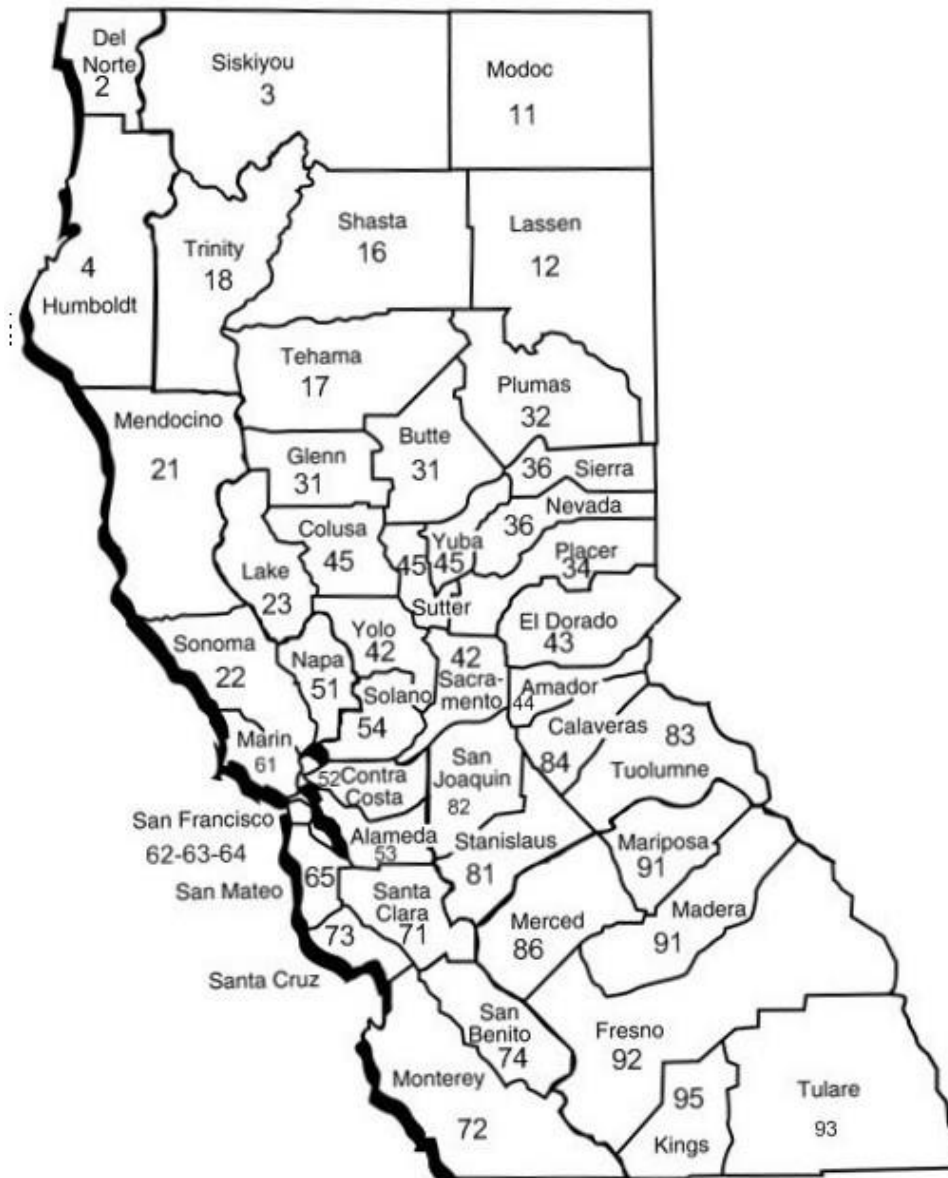 Del
Norte
2
Siskiyou
3
Modoc
11
4
Humboldt
Trinity
18
Shasta
16
Lassen
12
Tehama
17
Plumas
32
Mendocino
21
Glenn
31
Butte
31
36 Sierra
Nevada
36
Colusa
45
45
Sutter
Yuba
45
Placer
34
Lake
23
El Dorado
43
Sonoma
22
Napa
51
Yolo
42
Solano
54
42
Sacra-
mento
Amador
44
Calaveras
84
83
Tuolumne
Marin
61
52 Contra
Costa
San
Joaquin
82
San Francisco
62-63-64
Alameda
53
Stanislaus
81
Mariposa
91
San Mateo
65
Santa
Clara
71
Merced
86
Madera
91
73
Santa Cruz
San
Benito
74
Fresno
92
Monterey
72
95
Kings
Tulare
93